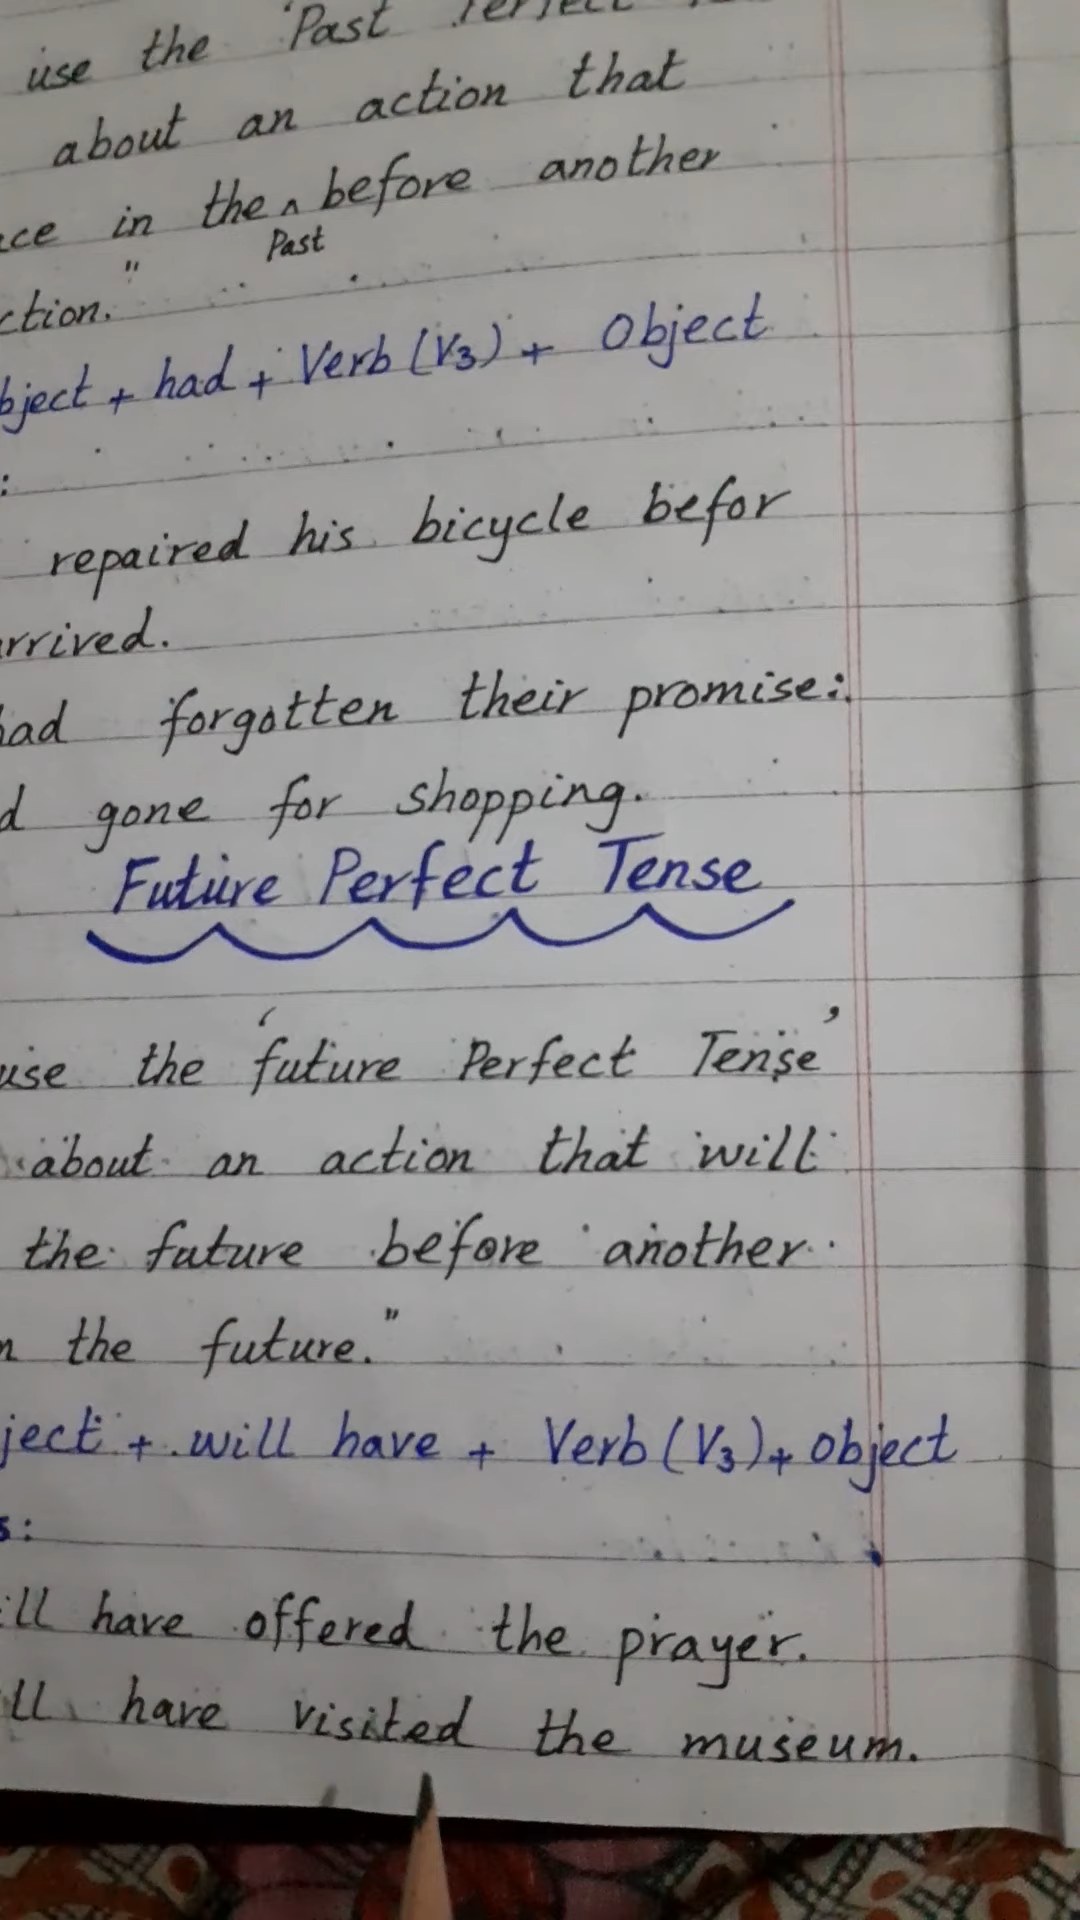 use the 'Past Perfect
about an action that
in the ^ before another
Past
ction."
bject + had + Verb (V3) + Object
:
repaired his bicycle befor
rrived.
had forgotten their promise.
d gone for shopping.
Future Perfect Tense
use the 'future Perfect Tense'
about an action that will
the future before another
n the future."
ject + will have + Verb (V3) + object
s:
ill have offered the prayer.
ll have visited the museum.